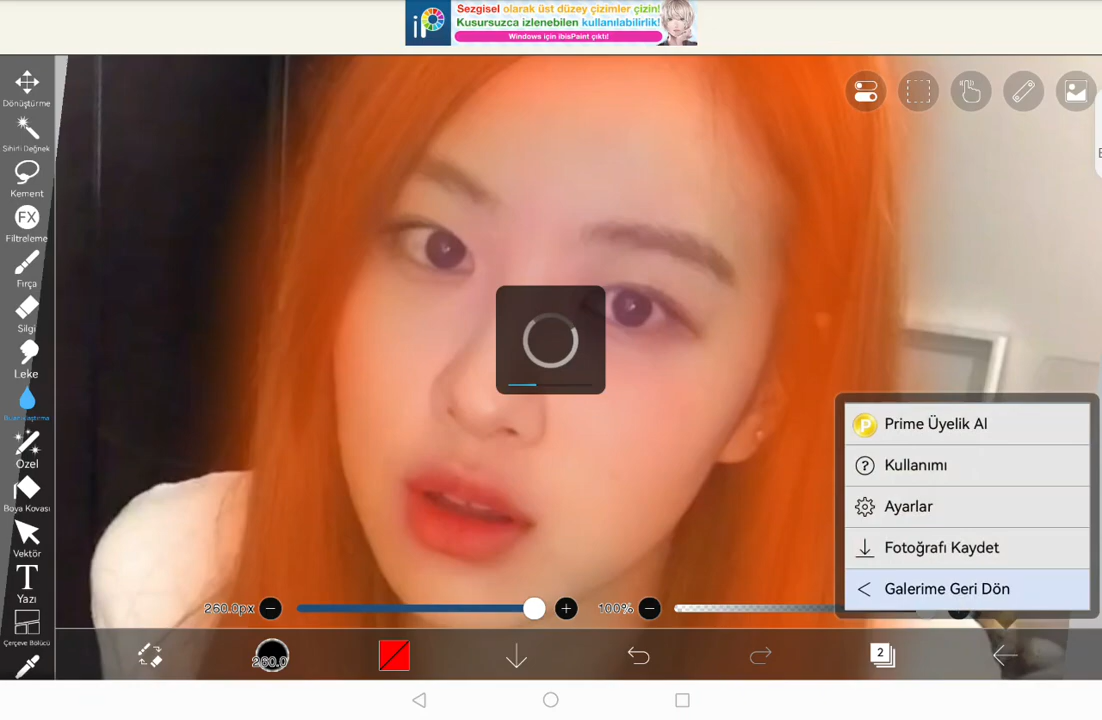 Sezgisel olarak üst düzey çizimler çizin!
Kusursuzca izlenebilen kullanılabilirlik!
Windows için ibisPaint çıktı!
Dönüştürme
Sihirli Değnek
Kement
FX
Filtreleme
Fırça
Silgi
Leke
Bulanıklaştırma
Özel
Boya Kovası
Vektör
T
Yazı
Çerçeve Bölücü
Prime Üyelik Al
Kullanımı
Ayarlar
Fotoğrafı Kaydet
Galerime Geri Dön
260.0px
100%
260.0
2